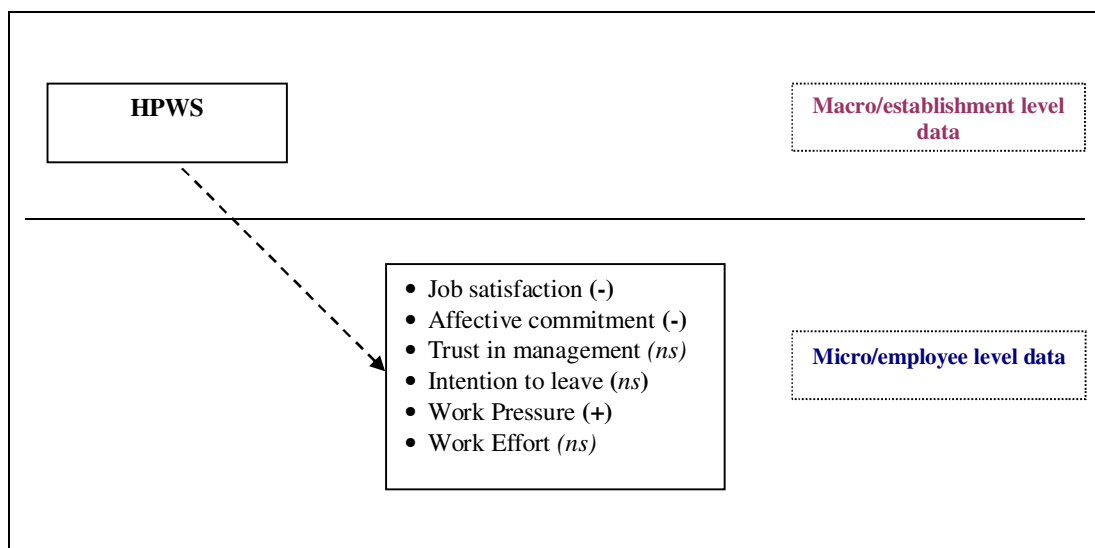 HPWS
Macro/establishment level
data
• Job satisfaction (-)
• Affective commitment (-)
• Trust in management (ns)
• Intention to leave (ns)
• Work Pressure (+)
• Work Effort (ns)
Micro/employee level data